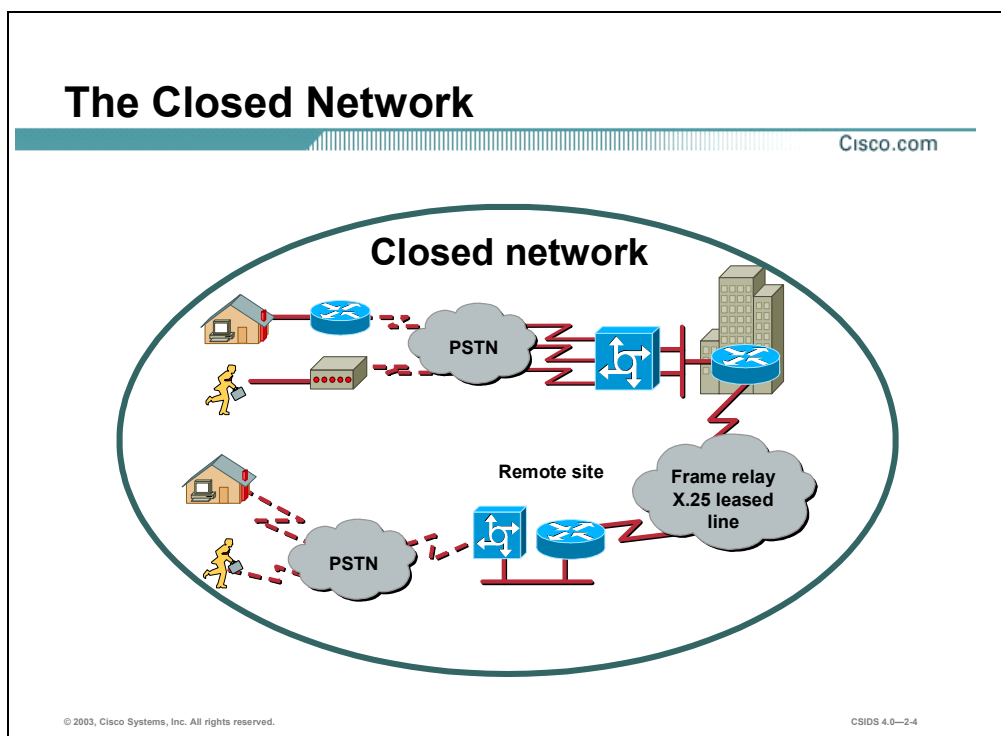 The Closed Network
Cisco.com
Closed network
PSTN
Remote site
Frame relay
X.25 leased
line
PSTN
© 2003, Cisco Systems, Inc. All rights reserved.
CSIDS 4.0—2-4